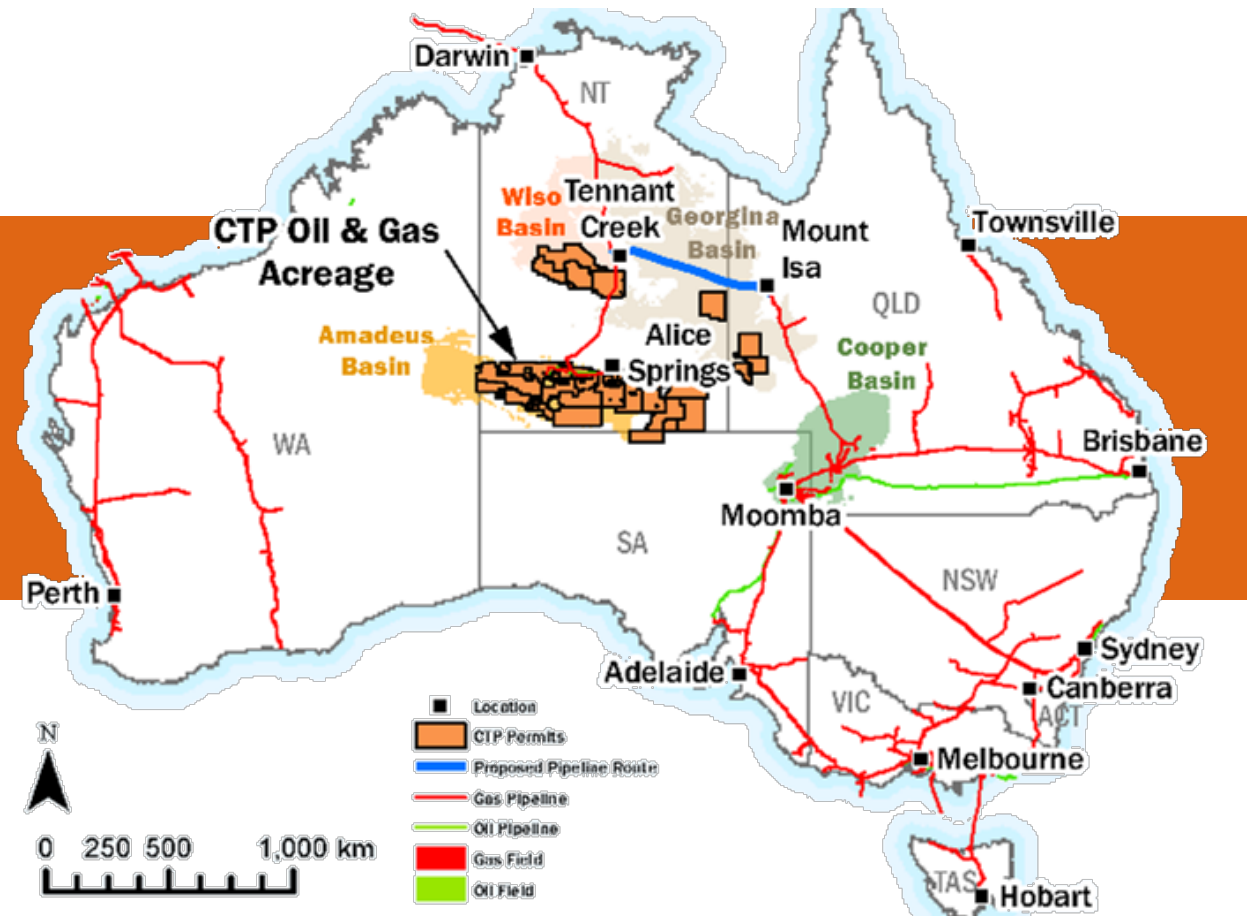 Darwin
NT
Tennant
Creek
Wiso
Basin
Georgina
Basin
Mount
Isa
Townsville
CTP Oil & Gas
Acreage
QLD
Amadeus
Basin
Alice
Springs
Cooper
Basin
WA
Brisbane
Moomba
SA
NSW
Perth
Sydney
Adelaide
Canberra
VIC
ACT
Melbourne
TAS
Hobart
Location
CTP Permits
Proposed Pipeline Route
Gas Pipeline
Oil Pipeline
Gas Field
Oil Field
N
0 250 500 1,000 km